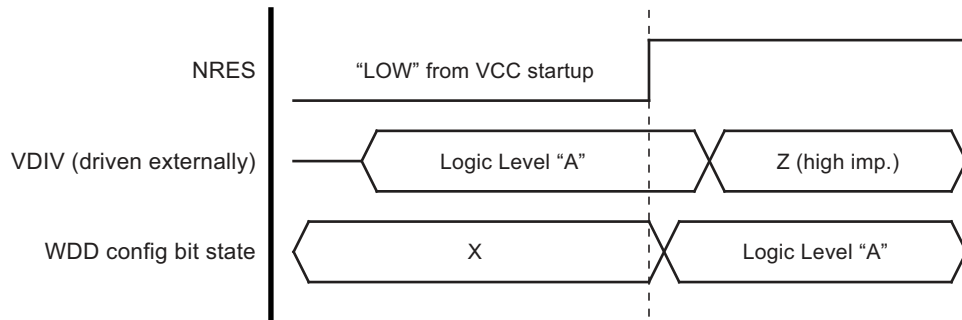 NRES
“LOW” from VCC startup
VDIV (driven externally)
Logic Level “A”
Z (high imp.)
WDD config bit state
X
Logic Level “A”